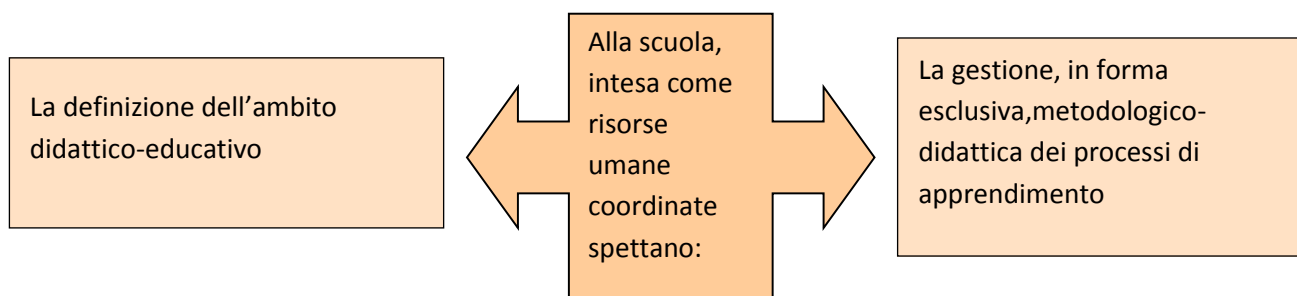 La definizione dell’ambito
didattico-educativo
Alla scuola,
intesa come
risorse
umane
coordinate
spettano:
La gestione, in forma
esclusiva,metodologico-
didattica dei processi di
apprendimento